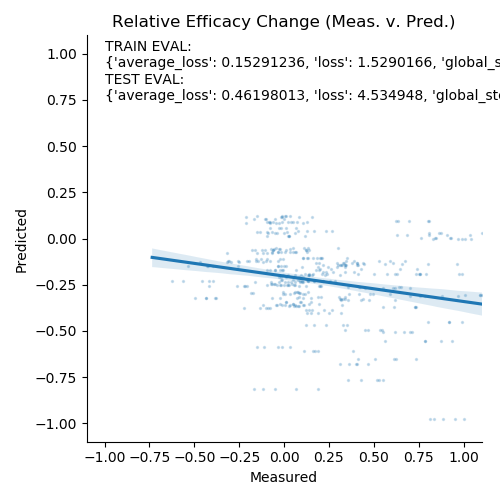 Relative Efficacy Change (Meas. v. Pred.)
TRAIN EVAL:
{'average_loss': 0.15291236, 'loss': 1.5290166, 'global_s
TEST EVAL:
{'average_loss': 0.46198013, 'loss': 4.534948, 'global_ste
1.00
0.75
0.50
0.25
0.00
−0.25
−0.50
−0.75
−1.00
Predicted
−1.00 −0.75 −0.50 −0.25 0.00 0.25 0.50 0.75 1.00
Measured